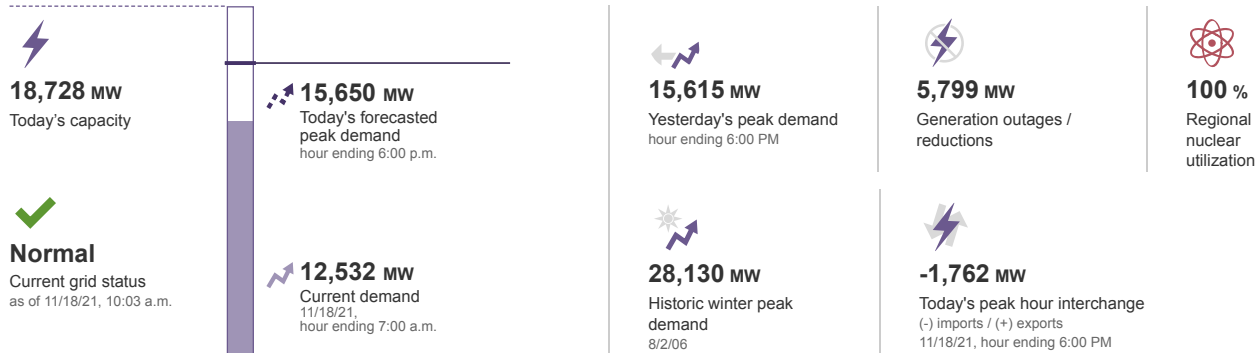 18,728 MW
Today's capacity
Normal
Current grid status
as of 11/18/21, 10:03 a.m.
15,650 MW
Today's forecasted
peak demand
hour ending 6:00 p.m.
12,532 MW
Current demand
11/18/21,
hour ending 7:00 a.m.
15,615 MW
Yesterday's peak demand
hour ending 6:00 PM
5,799 MW
Generation outages /
reductions
100 %
Regional
nuclear
utilization
28,130 MW
Historic winter peak
demand
8/2/06
-1,762 MW
Today's peak hour interchange
(-) imports / (+) exports
11/18/21, hour ending 6:00 PM